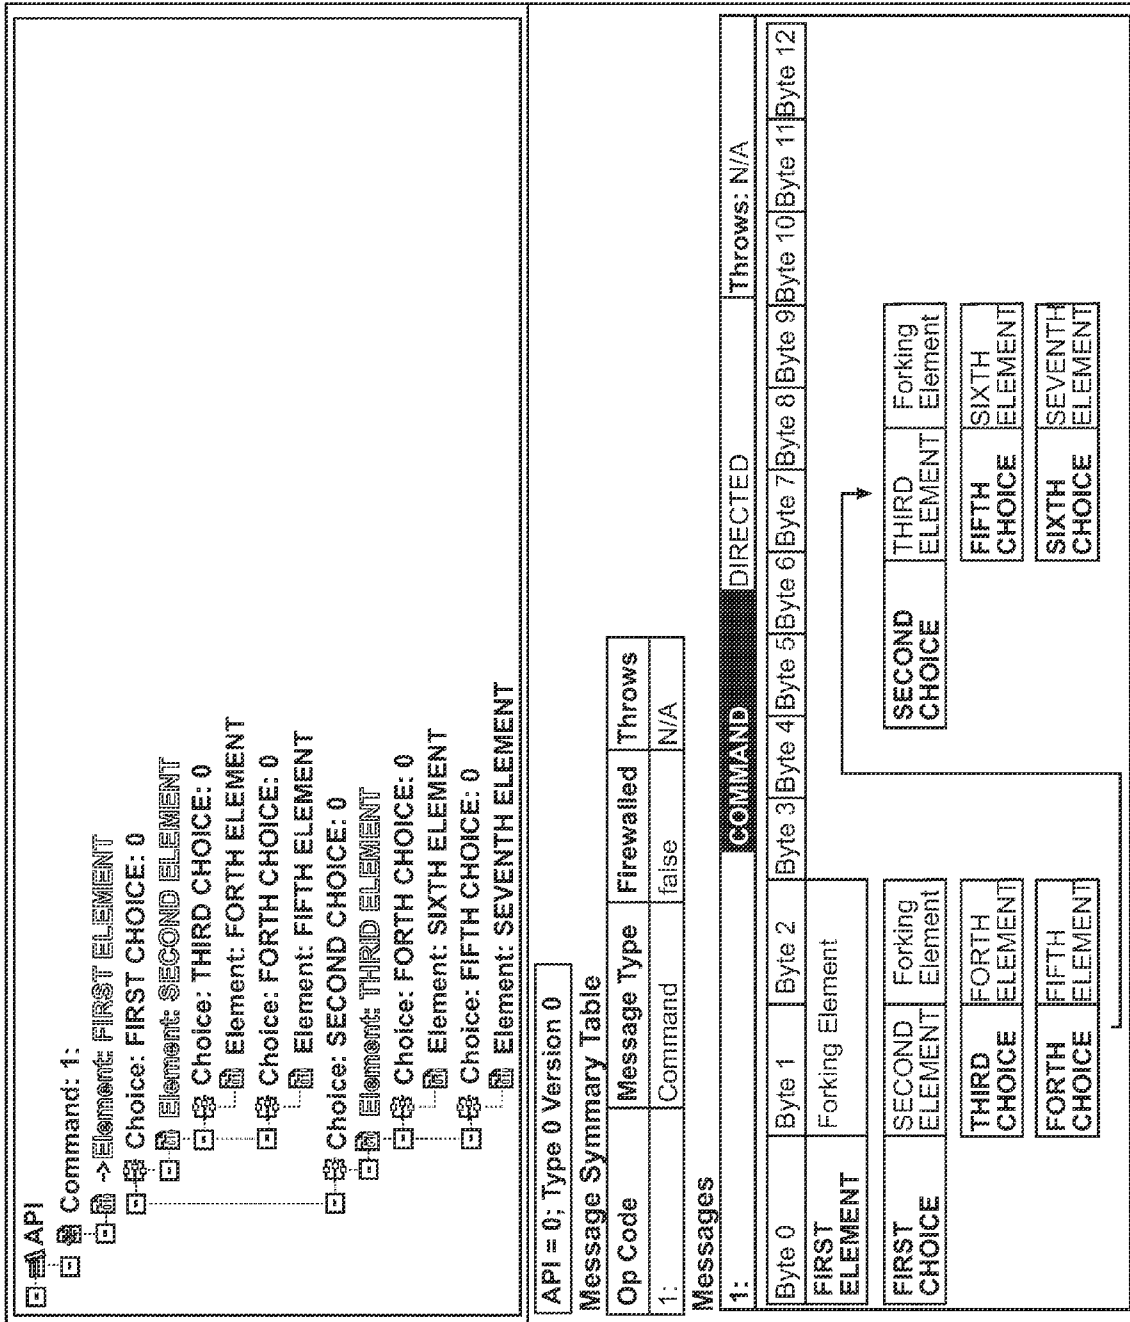 API
Command: 1:
->Element: FIRST ELEMENT
Choice: FIRST CHOICE: 0
Element: SECOND ELEMENT
Choice: THIRD CHOICE: 0
Element: FORTH ELEMENT
Choice: FORTH CHOICE: 0
Element: FIFTH ELEMENT
Choice: SECOND CHOICE: 0
Element: THRID ELEMENT
Choice: FORTH CHOICE: 0
Element: SIXTH ELEMENT
Choice: FIFTH CHOICE: 0
Element: SEVENTH ELEMENT
API = 0; Type 0 Version 0
Message Symmary Table
Op Code Message Type Firewalled Throws
1: Command false N/A
Messages
1: COMMAND DIRECTED Throws: N/A
Byte 0 Byte 1 Byte 2 Byte 3 Byte 4 Byte 5 Byte 6 Byte 7 Byte 8 Byte 9 Byte 10 Byte 11 Byte 12
FIRST
ELEMENT
Forking Element
FIRST
CHOICE
SECOND
ELEMENT
Forking
Element
SECOND
CHOICE
THIRD
ELEMENT
Forking
Element
THIRD
CHOICE
FORTH
ELEMENT
FIFTH
CHOICE
SIXTH
ELEMENT
FORTH
CHOICE
FIFTH
ELEMENT
SIXTH
CHOICE
SEVENTH
ELEMENT